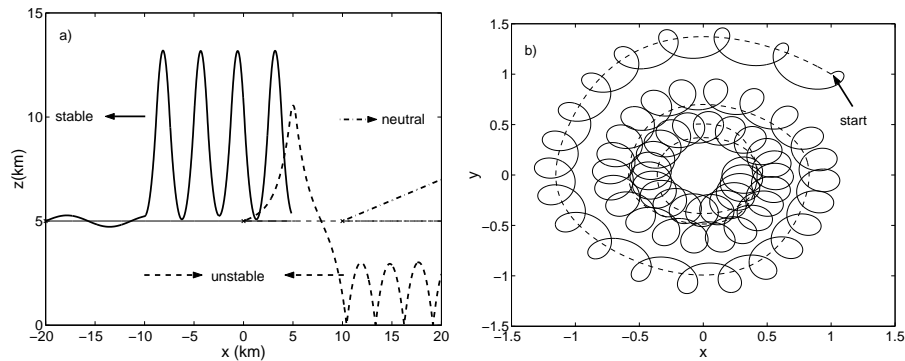 a)
15
10
5
0
z(km)
stable
neutral
unstable
−20 −15 −10 −5 0 5 10 15 20
x (km)
b)
1.5
1
0.5
0
−0.5
−1
−1.5
y
start
−1.5 −1 −0.5 0 0.5 1 1.5
x